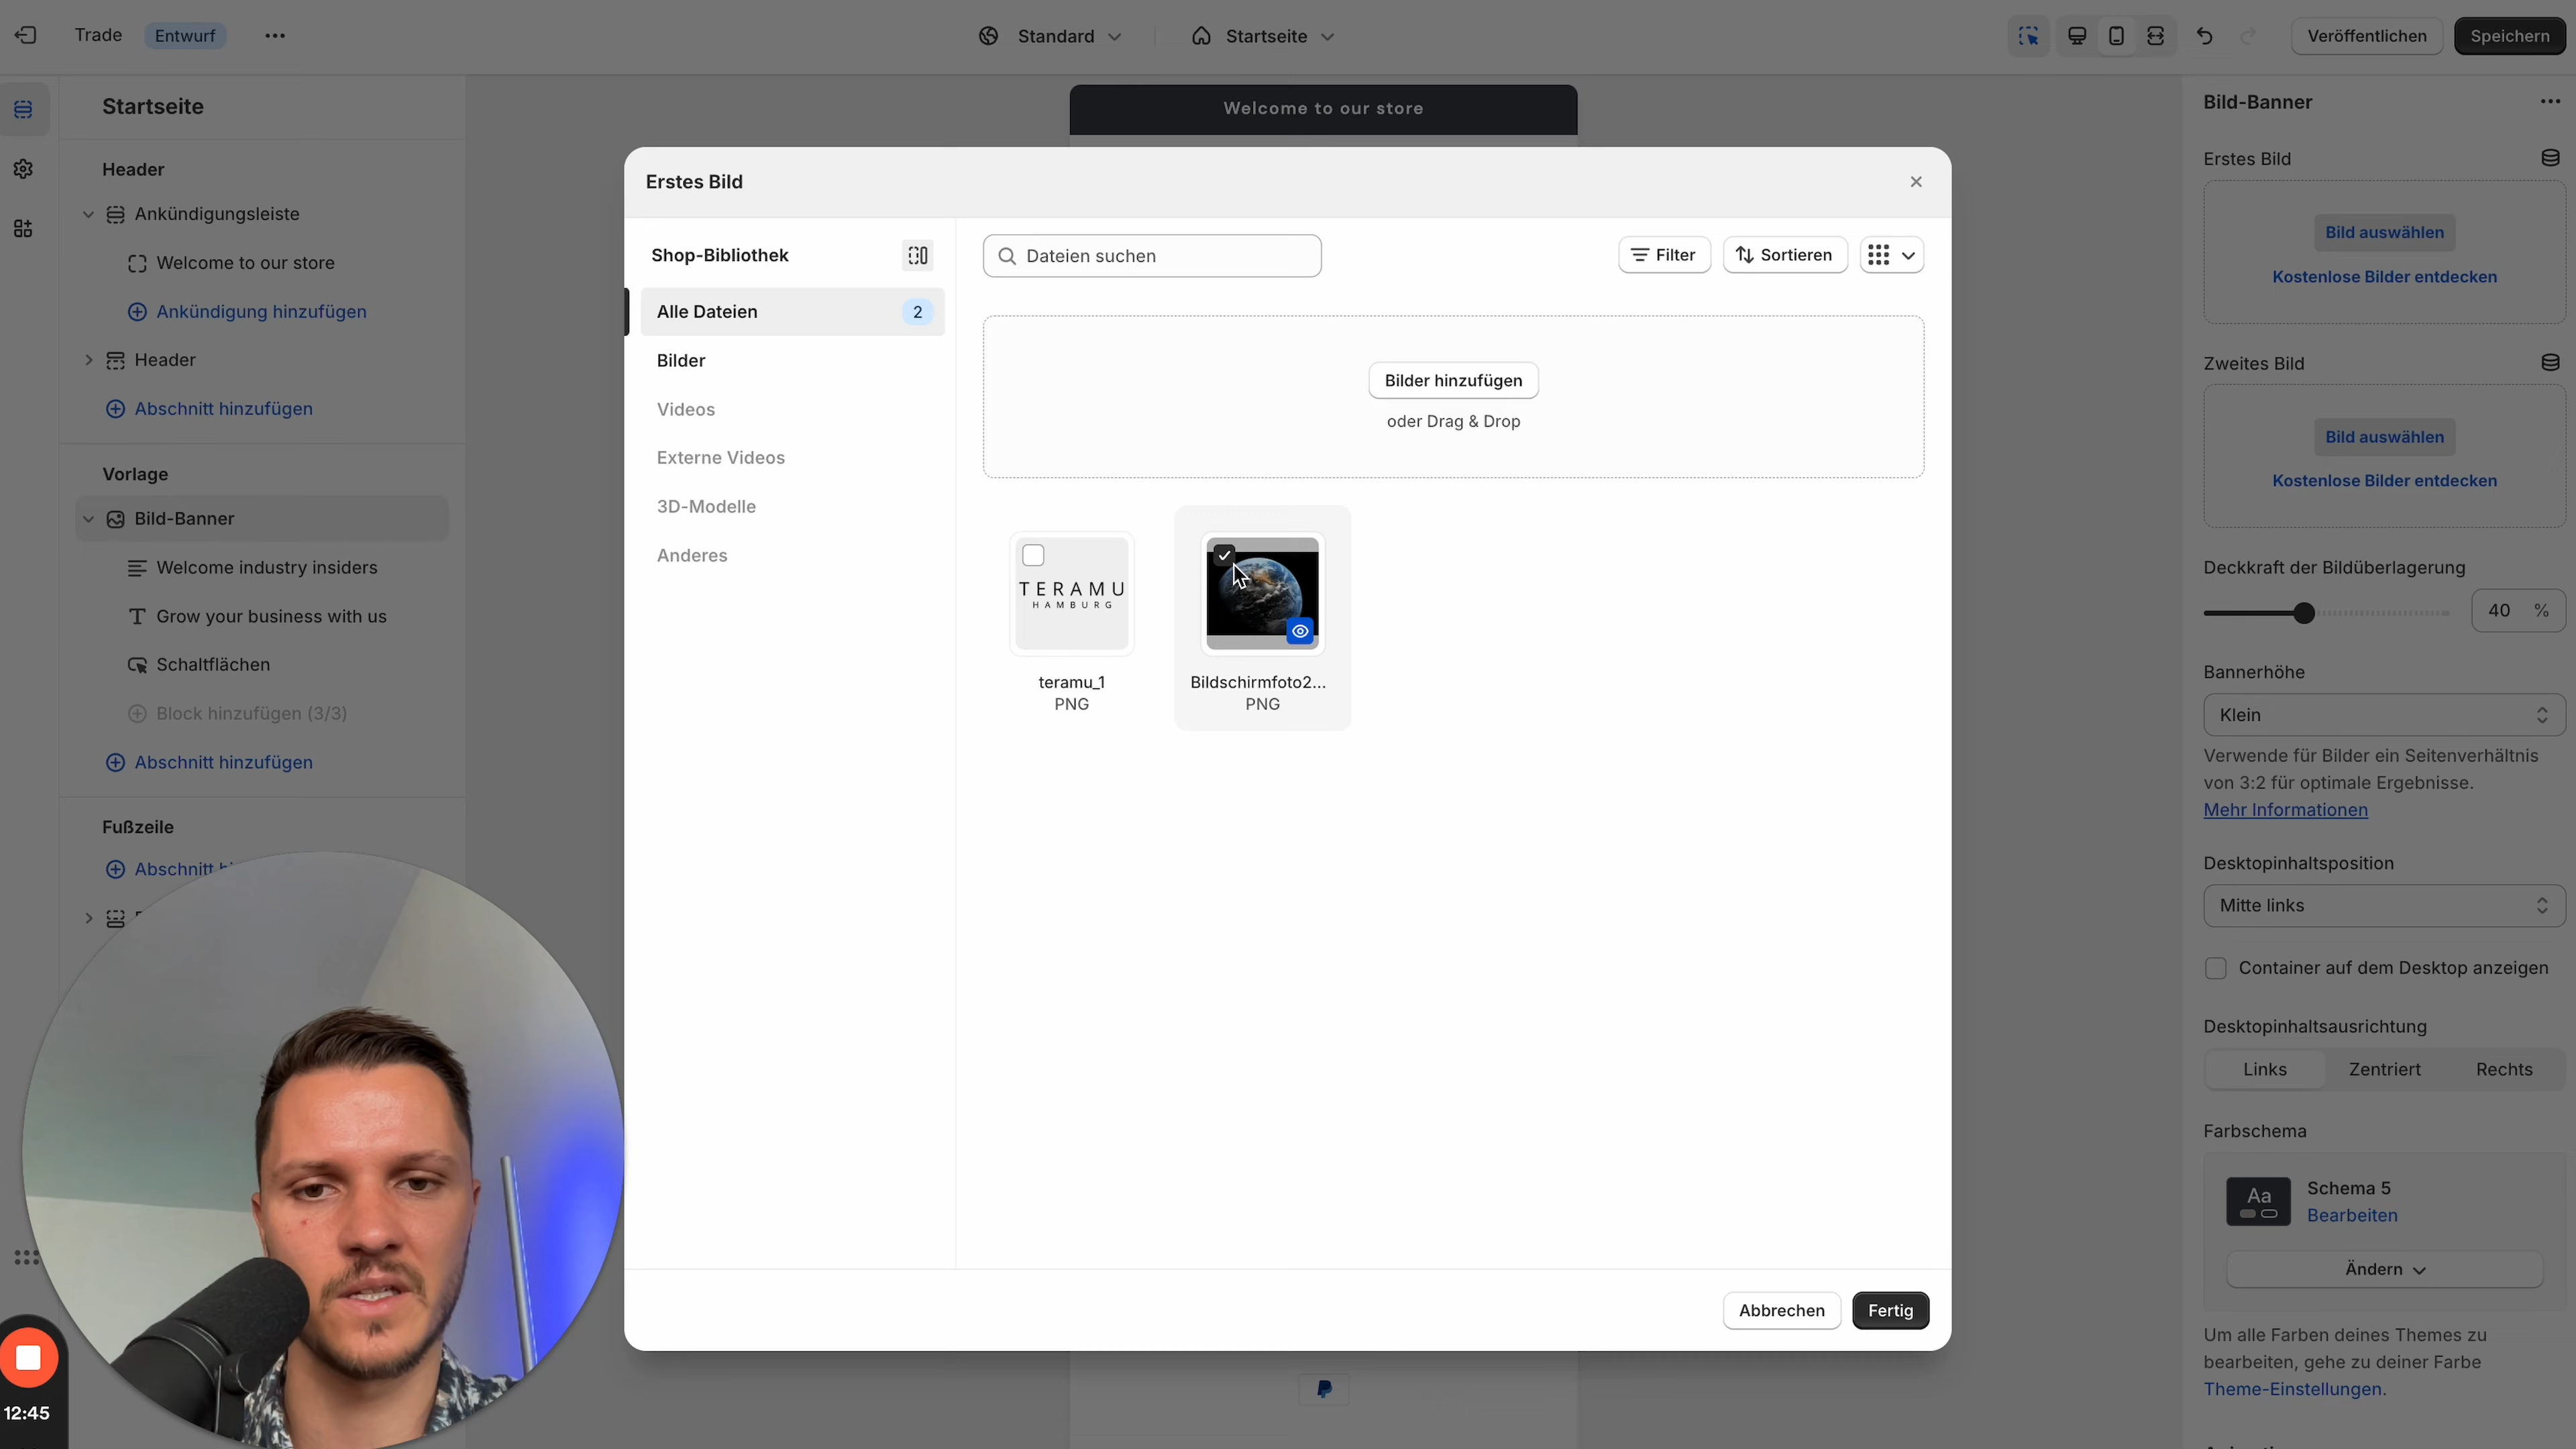 Trade
Entwurf
Standard
Startseite
Veröffentlichen
Speichern
Startseite
Header
Ankündigungsleiste
Welcome to our store
Ankündigung hinzufügen
Header
Abschnitt hinzufügen
Vorlage
Bild-Banner
Welcome industry insiders
Grow your business with us
Schaltflächen
Block hinzufügen (3/3)
Abschnitt hinzufügen
Fußzeile
Abschnitt
12:45
Welcome to our store
Erstes Bild
Shop-Bibliothek
Alle Dateien
2
Bilder
Videos
Externe Videos
3D-Modelle
Anderes
Dateien suchen
Filter
Sortieren
Bilder hinzufügen
oder Drag & Drop
TERAMU
HAMBURG
teramu_1
PNG
Bildschirmfoto2...
PNG
Abbrechen
Fertig
Bild-Banner
Erstes Bild
Bild auswählen
Kostenlose Bilder entdecken
Zweites Bild
Bild auswählen
Kostenlose Bilder entdecken
Deckkraft der Bildüberlagerung
40 %
Bannerhöhe
Klein
Verwende für Bilder ein Seitenverhältnis
von 3:2 für optimale Ergebnisse.
Mehr Informationen
Desktopinhaltsposition
Mitte links
Container auf dem Desktop anzeigen
Desktopinhaltsausrichtung
Links
Zentriert
Rechts
Farbschema
Aa
Schema 5
Bearbeiten
Ändern
Um alle Farben deines Themes zu
bearbeiten, gehe zu deiner Farbe
Theme-Einstellungen.